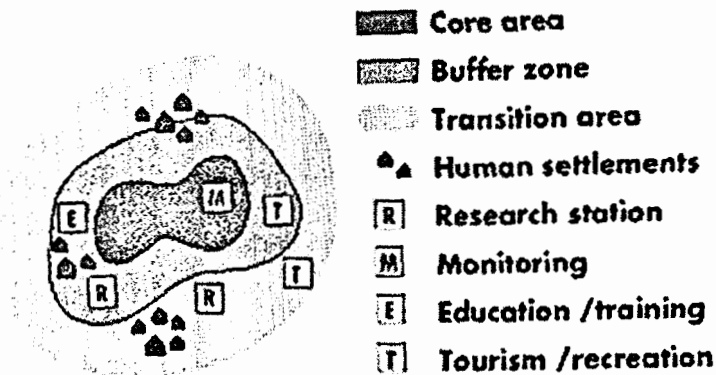 Core area
Buffer zone
Transition area
Human settlements
R Research station
M Monitoring
E Education /training
T Tourism /recreation
M
E
T
R
R
T